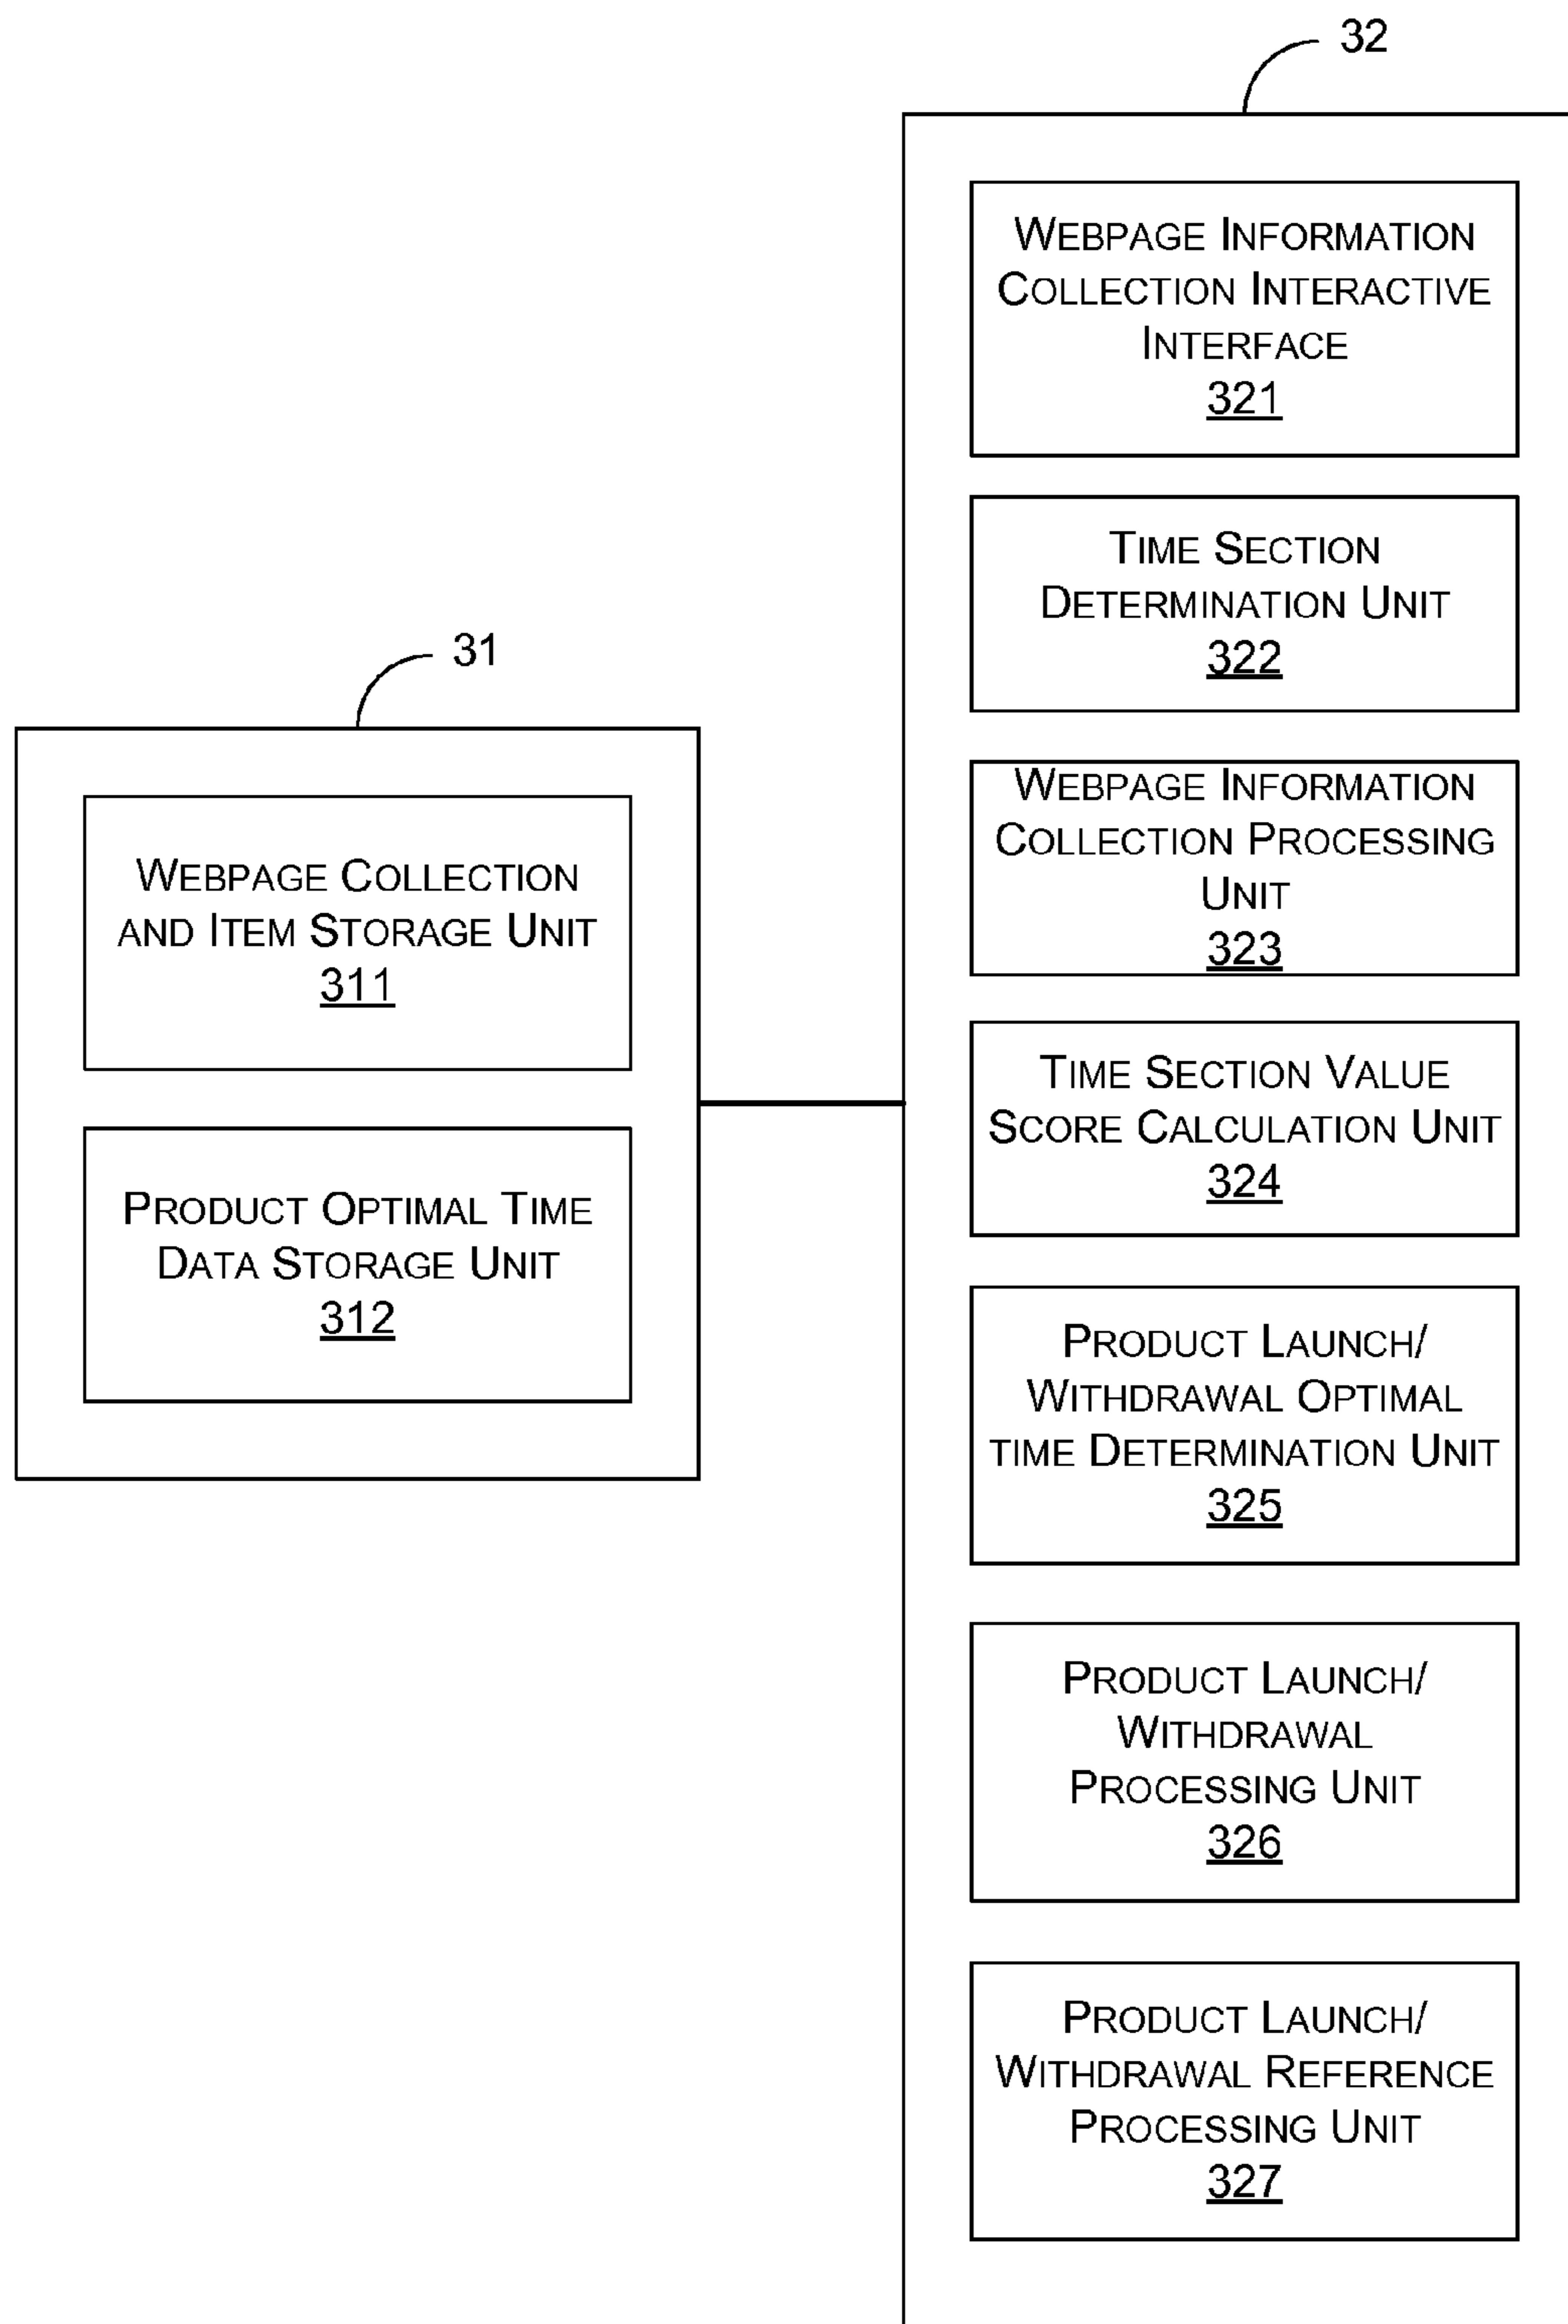 31
WEBPAGE COLLECTION
AND ITEM STORAGE UNIT
311
PRODUCT OPTIMAL TIME
DATA STORAGE UNIT
312
32
WEBPAGE INFORMATION
COLLECTION INTERACTIVE
INTERFACE
321
TIME SECTION
DETERMINATION UNIT
322
WEBPAGE INFORMATION
COLLECTION PROCESSING
UNIT
323
TIME SECTION VALUE
SCORE CALCULATION UNIT
324
PRODUCT LAUNCH/
WITHDRAWAL OPTIMAL
TIME DETERMINATION UNIT
325
PRODUCT LAUNCH/
WITHDRAWAL
PROCESSING UNIT
326
PRODUCT LAUNCH/
WITHDRAWAL REFERENCE
PROCESSING UNIT
327